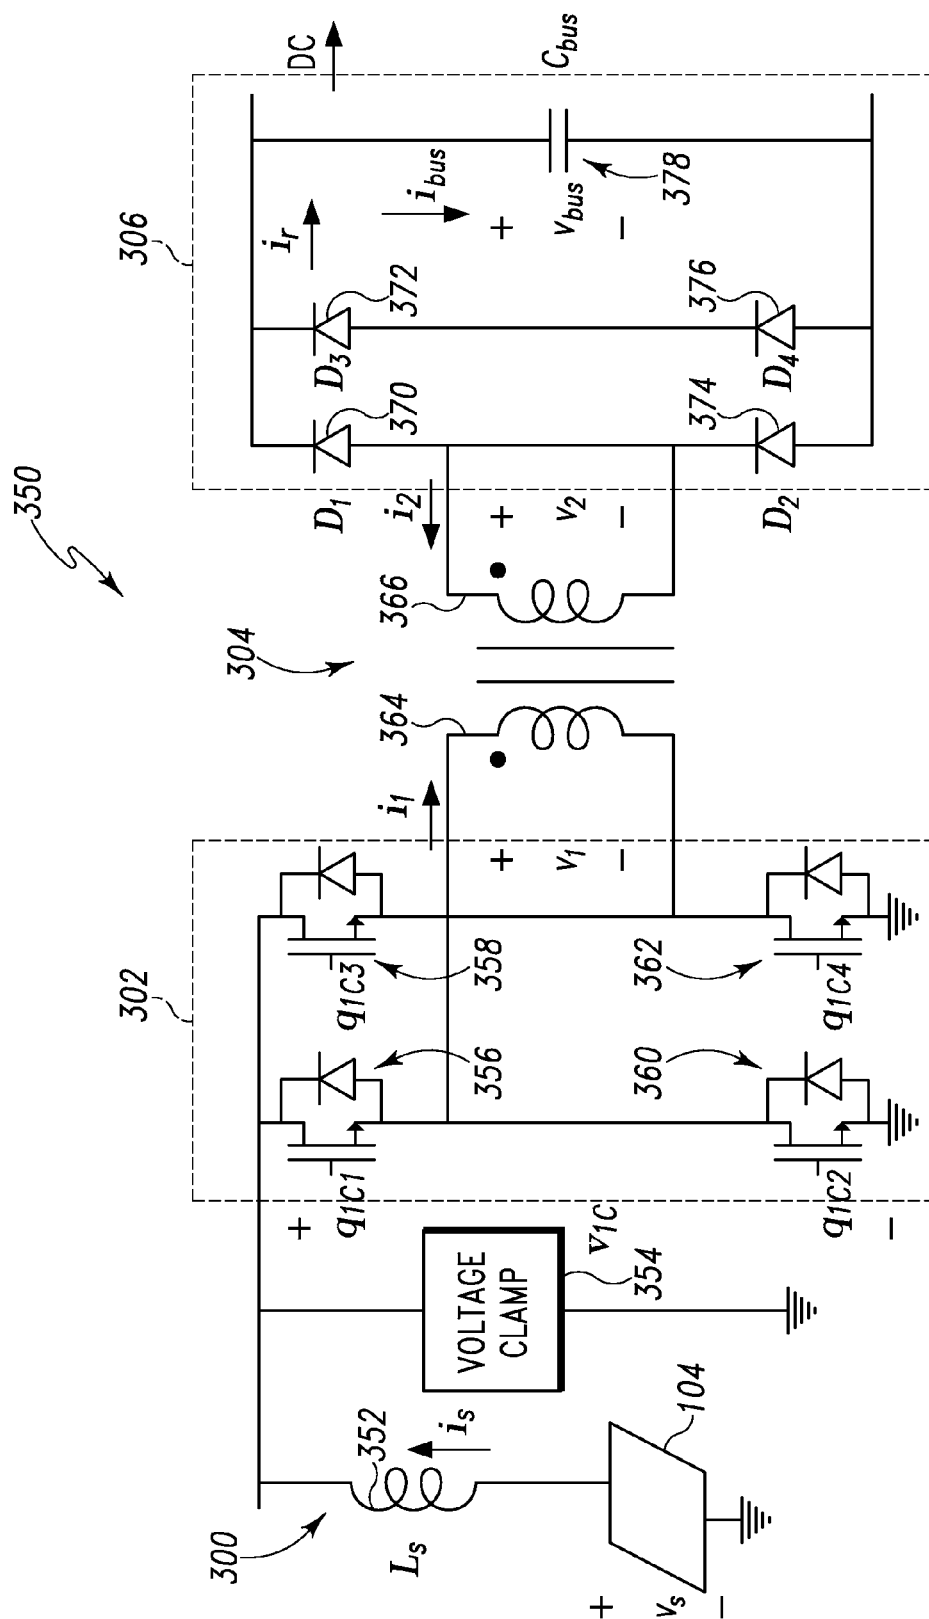 350
300
302
304
306
352
L_s
i_s
104
+
v_s
−
VOLTAGE
CLAMP
354
+
v_1C
−
q_1C1
356
q_1C3
358
q_1C2
360
q_1C4
362
i_1
+
v_1
−
364
366
i_2
+
v_2
−
D_1
370
D_3
372
D_2
374
D_4
376
i_r
i_bus
+
v_bus
−
378
C_bus
DC